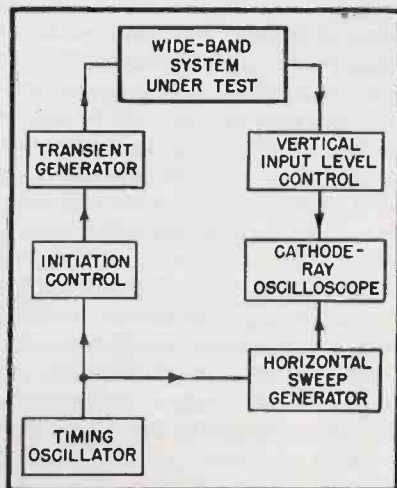 WIDE-BAND
SYSTEM
UNDER TEST
TRANSIENT
GENERATOR
VERTICAL
INPUT LEVEL
CONTROL
INITIATION
CONTROL
CATHODE-
RAY
OSCILLOSCOPE
HORIZONTAL
SWEEP
GENERATOR
TIMING
OSCILLATOR